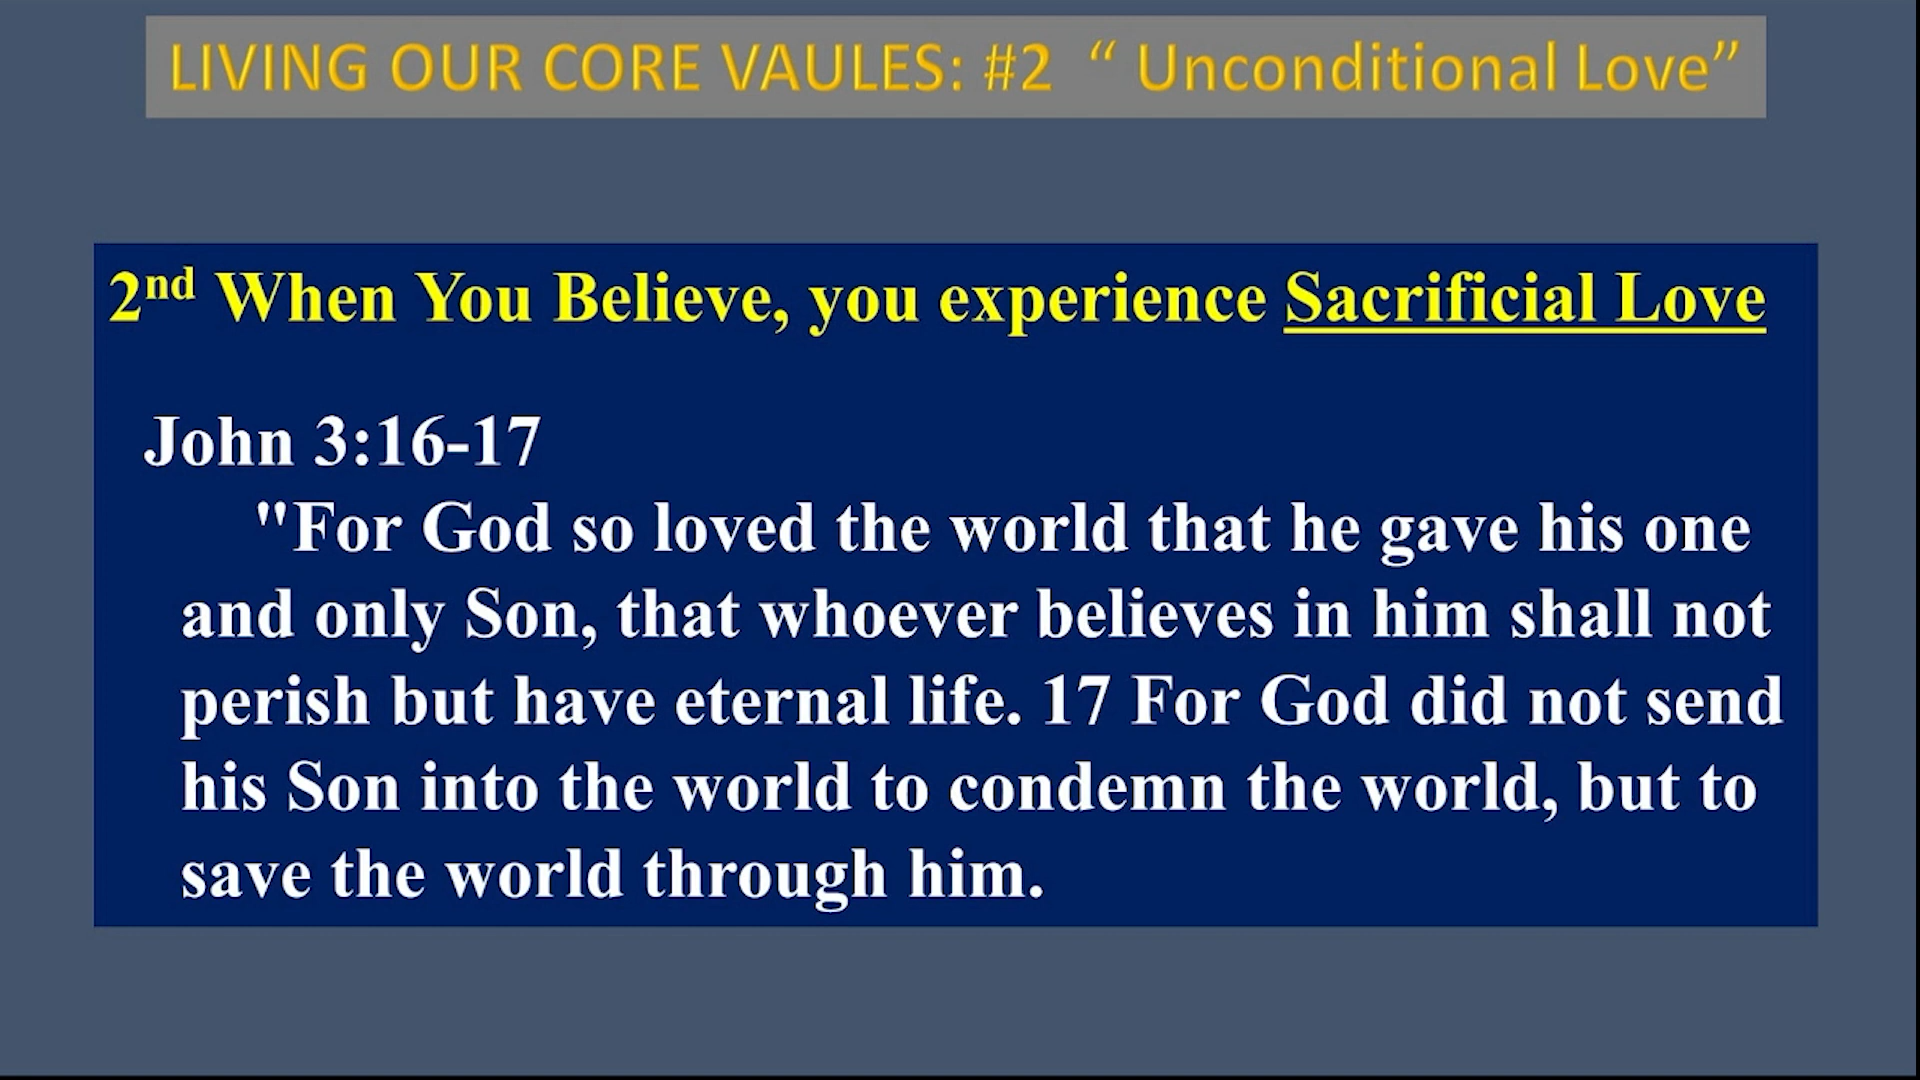 LIVING OUR CORE VAULES: #2 “ Unconditional Love”
2nd When You Believe, you experience Sacrificial Love
John 3:16-17
"For God so loved the world that he gave his one
and only Son, that whoever believes in him shall not
perish but have eternal life. 17 For God did not send
his Son into the world to condemn the world, but to
save the world through him.